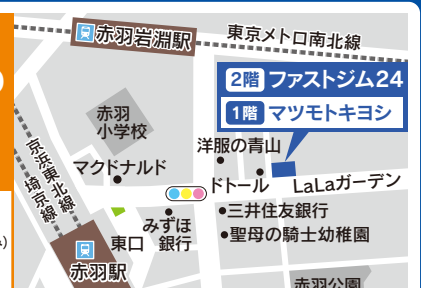 赤羽岩淵駅
東京メトロ南北線
2階 ファストジム24
1階 マツモトキヨシ
赤羽
小学校
洋服の青山
京浜東北線
埼京線
マクドナルド
ドトール
LaLaガーデン
みずほ
銀行
三井住友銀行
聖母の騎士幼稚園
東口
赤羽駅
赤羽公園